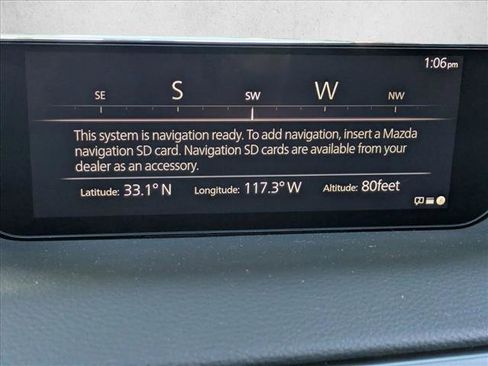 1:06pm
SE S SW W NW
This system is navigation ready. To add navigation, insert a Mazda
navigation SD card. Navigation SD cards are available from your
dealer as an accessory.
Latitude: 33.1° N Longitude: 117.3° W Altitude: 80feet